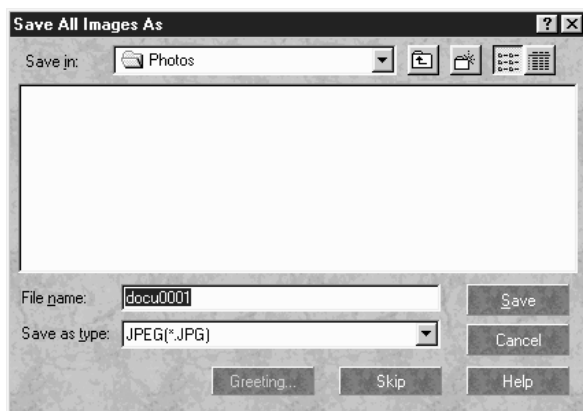 Save All Images As
Save in: Photos
File name: docu0001 Save
Save as type: JPEG(*.JPG) Cancel
Greeting... Skip Help